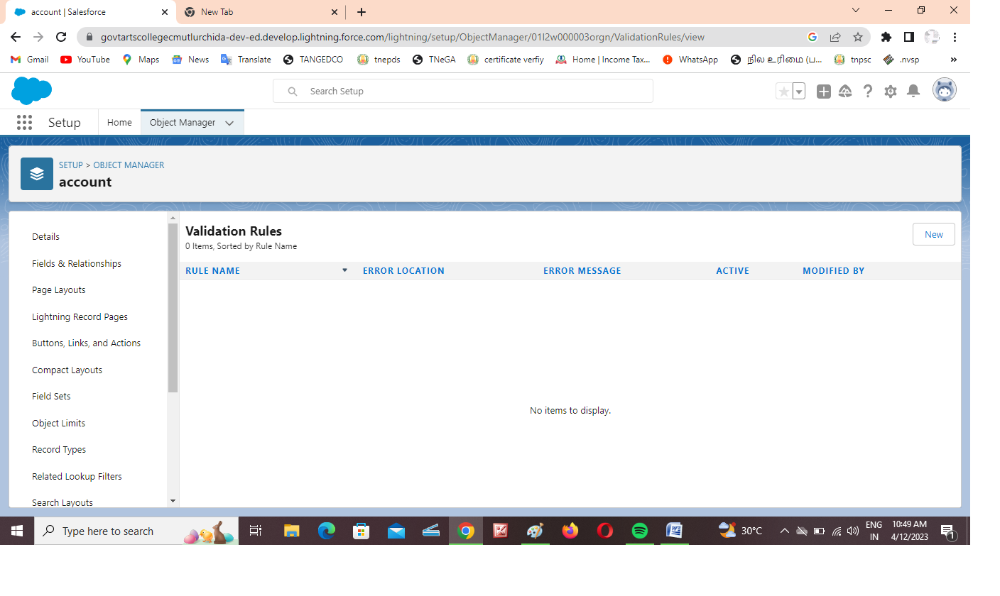 account | Salesforce
New Tab
govtartscollegecmutlurchida-dev-ed.develop.lightning.force.com/lightning/setup/ObjectManager/01I2w000003orgn/ValidationRules/view
Gmail YouTube Maps News Translate TANGEDCO tnepds TNeGA certificate verfiy Home | Income Tax... WhatsApp நில உரிமை (ப... tnpsc .nvsp »
Search Setup
Setup Home Object Manager
SETUP > OBJECT MANAGER
account
Details
Fields & Relationships
Page Layouts
Lightning Record Pages
Buttons, Links, and Actions
Compact Layouts
Field Sets
Object Limits
Record Types
Related Lookup Filters
Search Layouts
Validation Rules
0 Items, Sorted by Rule Name
New
RULE NAME ERROR LOCATION ERROR MESSAGE ACTIVE MODIFIED BY
No items to display.
Type here to search
30°C
ENG
IN
10:49 AM
4/12/2023
1